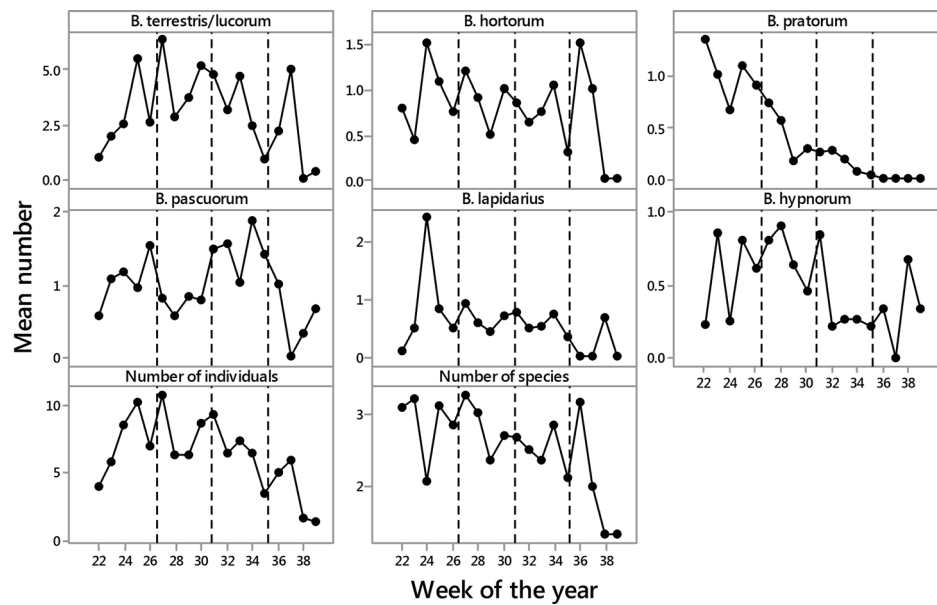 B. terrestris/lucorum
B. hortorum
B. pratorum
5.0
2.5
0.0
1.5
1.0
0.5
0.0
1.0
0.5
0.0
B. pascuorum
B. lapidarius
B. hypnorum
2
1
0
2
1
0
1.0
0.5
0.0
22 24 26 28 30 32 34 36 38
Number of individuals
Number of species
10
5
0
3
2
22 24 26 28 30 32 34 36 38
22 24 26 28 30 32 34 36 38
Mean number
Week of the year